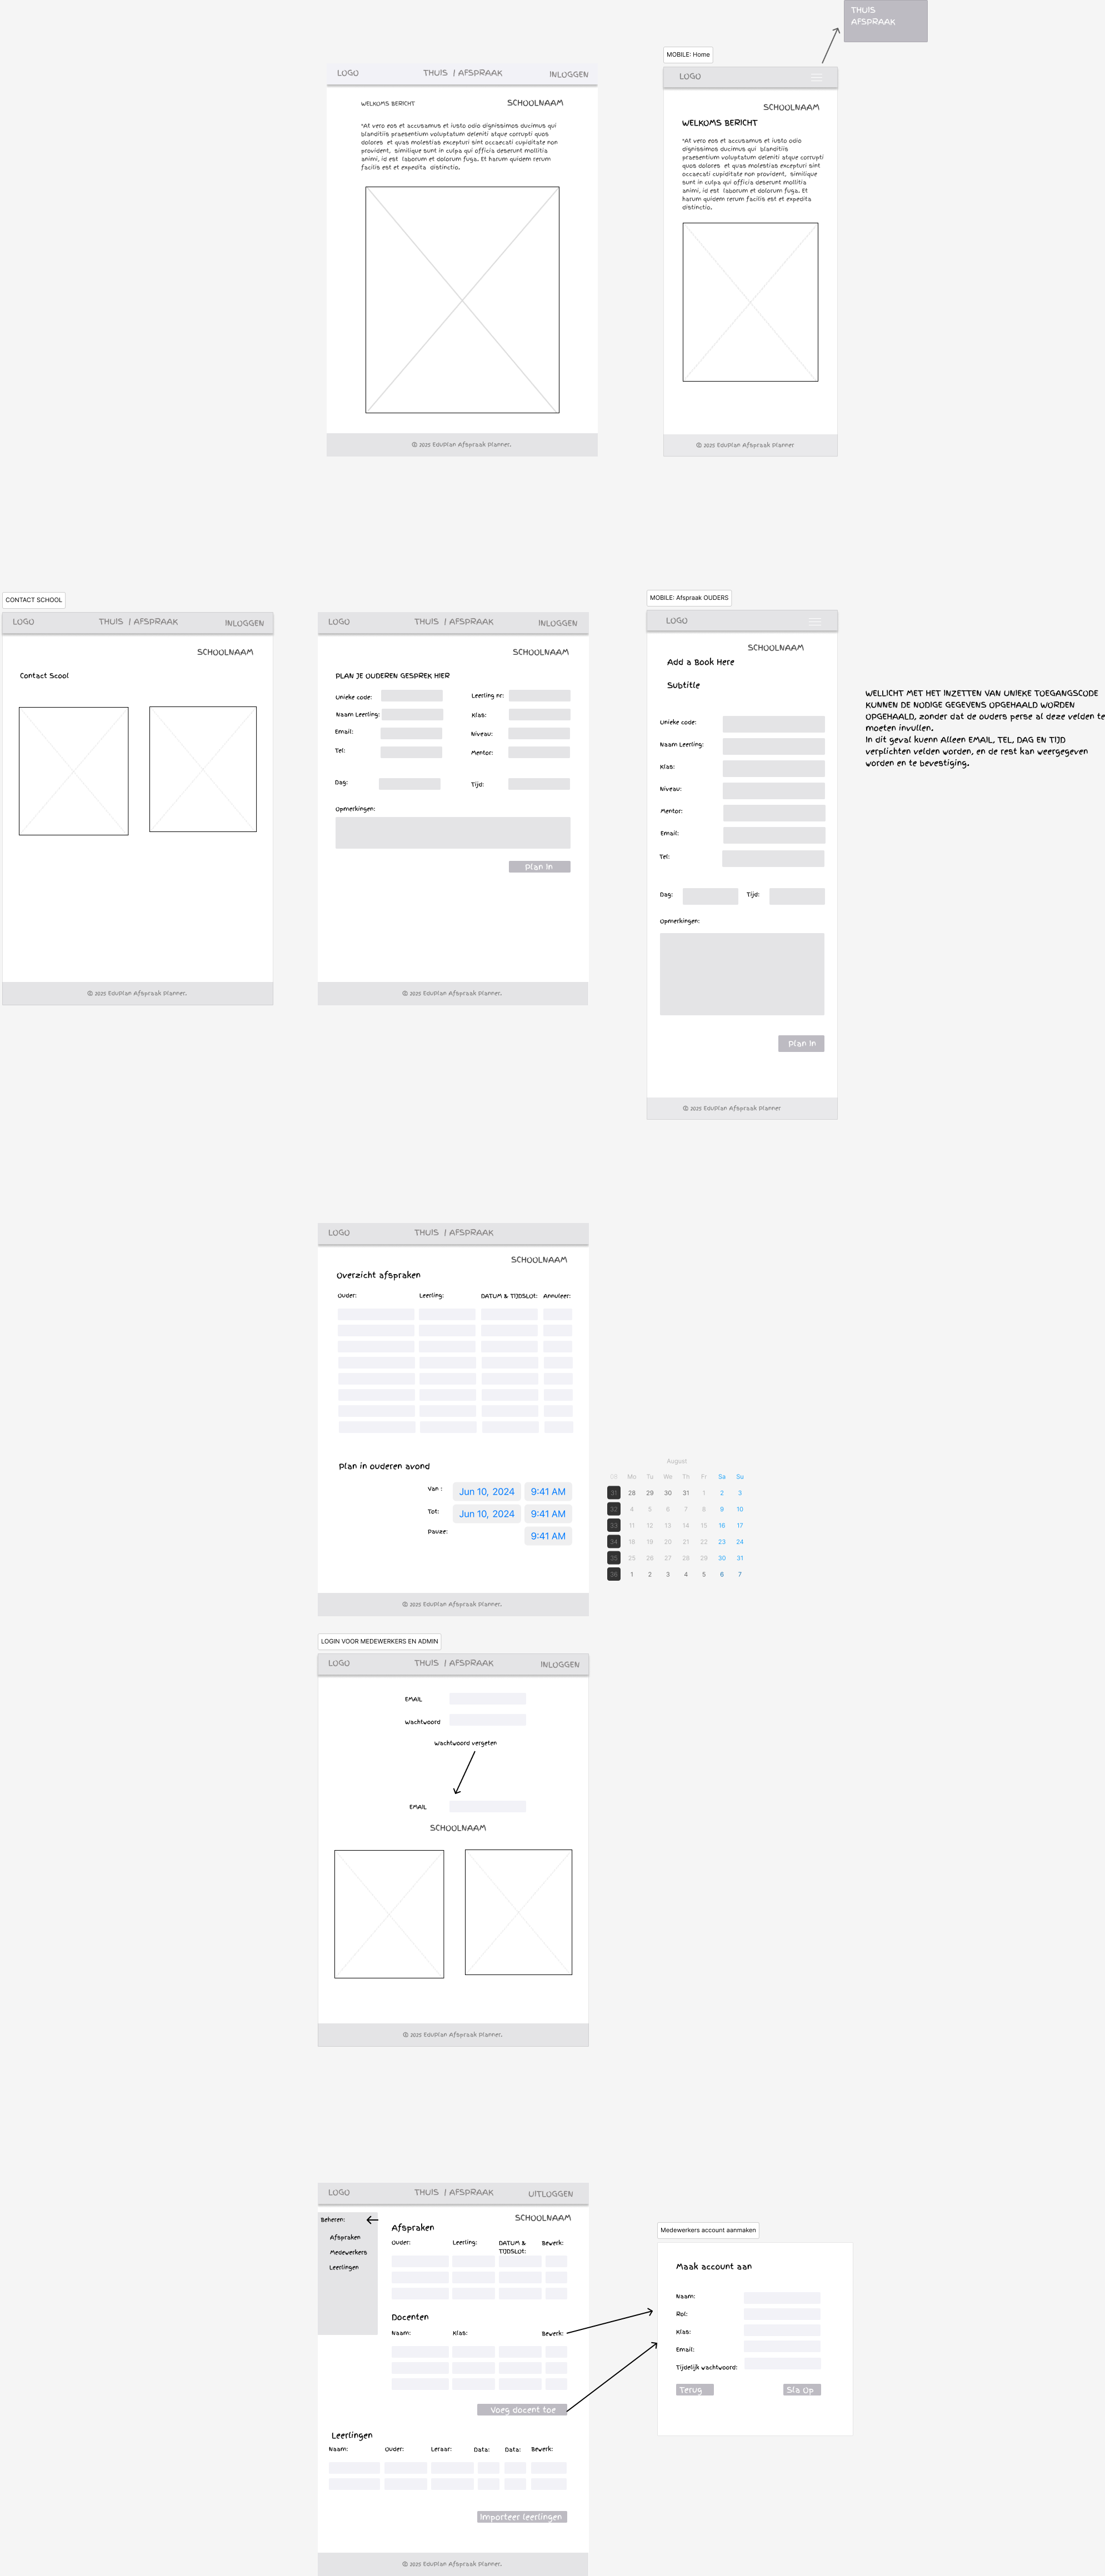 THUIS
AFSPRAAK
MOBILE: Home
LOGO
THUIS / AFSPRAAK
INLOGGEN
WELKOMS BERICHT
SCHOOLNAAM
"At vero eos et accusamus et iusto odio dignissimos ducimus qui
blanditiis praesentium voluptatum deleniti atque corrupti quos
dolores et quas molestias excepturi sint occaecati cupiditate non
provident, similique sunt in culpa qui officia deserunt mollitia
animi, id est laborum et dolorum fuga. Et harum quidem rerum
facilis est et expedita distinctio.
© 2025 EduPlan Afspraak Planner.
LOGO
SCHOOLNAAM
WELKOMS BERICHT
"At vero eos et accusamus et iusto odio
dignissimos ducimus qui blanditiis
praesentium voluptatum deleniti atque corrupti
quos dolores et quas molestias excepturi sint
occaecati cupiditate non provident, similique
sunt in culpa qui officia deserunt mollitia
animi, id est laborum et dolorum fuga. Et
harum quidem rerum facilis est et expedita
distinctio.
© 2025 EduPlan Afspraak Planner
CONTACT SCHOOL
LOGO
THUIS / AFSPRAAK
INLOGGEN
SCHOOLNAAM
Contact Scool
© 2025 EduPlan Afspraak Planner.
LOGO
THUIS / AFSPRAAK
INLOGGEN
SCHOOLNAAM
PLAN JE OUDEREN GESPREK HIER
Unieke code:
Leerling nr:
Naam Leerling:
Klas:
Email:
Niveau:
Tel:
Mentor:
Dag:
Tijd:
Opmerkingen:
Plan In
© 2025 EduPlan Afspraak Planner.
MOBILE: Afspraak OUDERS
LOGO
SCHOOLNAAM
Add a Book Here
Subtitle
Unieke code:
Naam Leerling:
Klas:
Niveau:
Mentor:
Email:
Tel:
Dag:
Tijd:
Opmerkingen:
Plan In
© 2025 EduPlan Afspraak Planner
WELLICHT MET HET INZETTEN VAN UNIEKE TOEGANGSCODE
KUNNEN DE NODIGE GEGEVENS OPGEHAALD WORDEN
OPGEHAALD, zonder dat de ouders perse al deze velden te
moeten invullen.
In dit geval kuenn Alleen EMAIL, TEL, DAG EN TIJD
verplichten velden worden, en de rest kan weergegeven
worden en te bevestiging.
LOGO
THUIS / AFSPRAAK
SCHOOLNAAM
Overzicht afspraken
Ouder:
Leerling:
DATUM & TIJDSLOt:
Annuleer:
Plan in ouderen avond
Van :
Jun 10, 2024
9:41 AM
Tot:
Jun 10, 2024
9:41 AM
Pauze:
9:41 AM
© 2025 EduPlan Afspraak Planner.
August
Mo Tu We Th Fr Sa Su
31 28 29 30 31 1 2 3
32 4 5 6 7 8 9 10
33 11 12 13 14 15 16 17
34 18 19 20 21 22 23 24
35 25 26 27 28 29 30 31
36 1 2 3 4 5 6 7
LOGIN VOOR MEDEWERKERS EN ADMIN
LOGO
THUIS / AFSPRAAK
INLOGGEN
EMAIL
Wachtwoord
Wachtwoord vergeten
EMAIL
SCHOOLNAAM
© 2025 EduPlan Afspraak Planner.
LOGO
THUIS / AFSPRAAK
UITLOGGEN
SCHOOLNAAM
Beheren:
Afspraken
Medewerkers
Leerlingen
Afspraken
Ouder:
Leerling:
DATUM &
TIJDSLOt:
Bewerk:
Docenten
Naam:
Klas:
Bewerk:
Voeg docent toe
Leerlingen
Naam:
Ouder:
Leraar:
Data:
Data:
Bewerk:
Importeer leerlingen
© 2025 EduPlan Afspraak Planner.
Medewerkers account aanmaken
Maak account aan
Naam:
Rol:
Klas:
Email:
Tijdelijk wachtwoord:
Terug
Sla Op